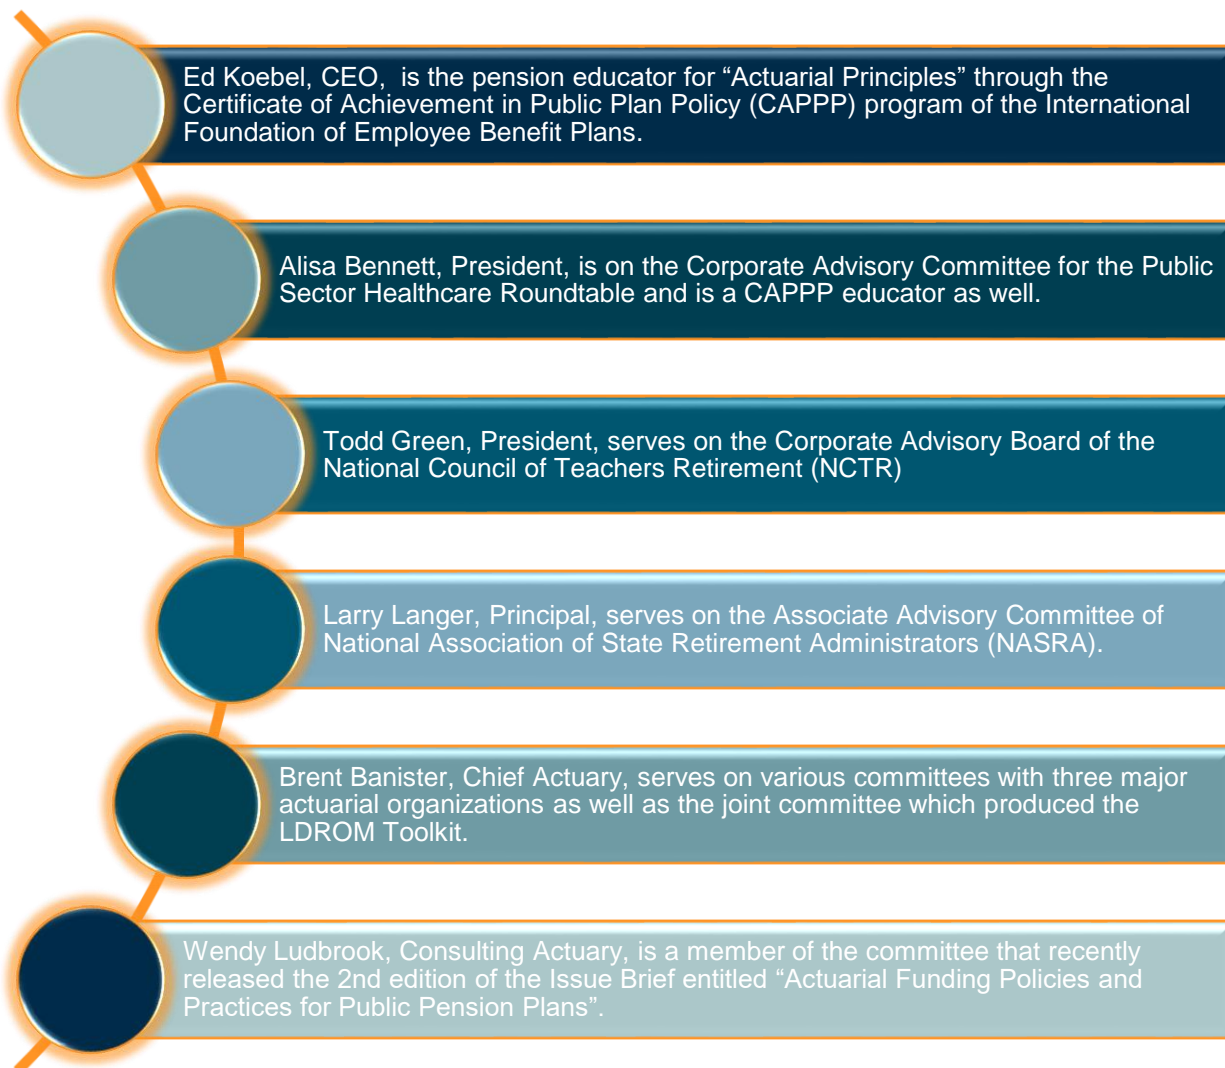 Ed Koebel, CEO,  is the pension educator for “Actuarial Principles” through the
Certificate of Achievement in Public Plan Policy (CAPPP) program of the International
Foundation of Employee Benefit Plans.
Alisa Bennett, President, is on the Corporate Advisory Committee for the Public
Sector Healthcare Roundtable and is a CAPPP educator as well.
Todd Green, President, serves on the Corporate Advisory Board of the
National Council of Teachers Retirement (NCTR)
Larry Langer, Principal, serves on the Associate Advisory Committee of
National Association of State Retirement Administrators (NASRA).
Brent Banister, Chief Actuary, serves on various committees with three major
actuarial organizations as well as the joint committee which produced the
LDROM Toolkit.
Wendy Ludbrook, Consulting Actuary, is a member of the committee that recently
released the 2nd edition of the Issue Brief entitled “Actuarial Funding Policies and
Practices for Public Pension Plans”.